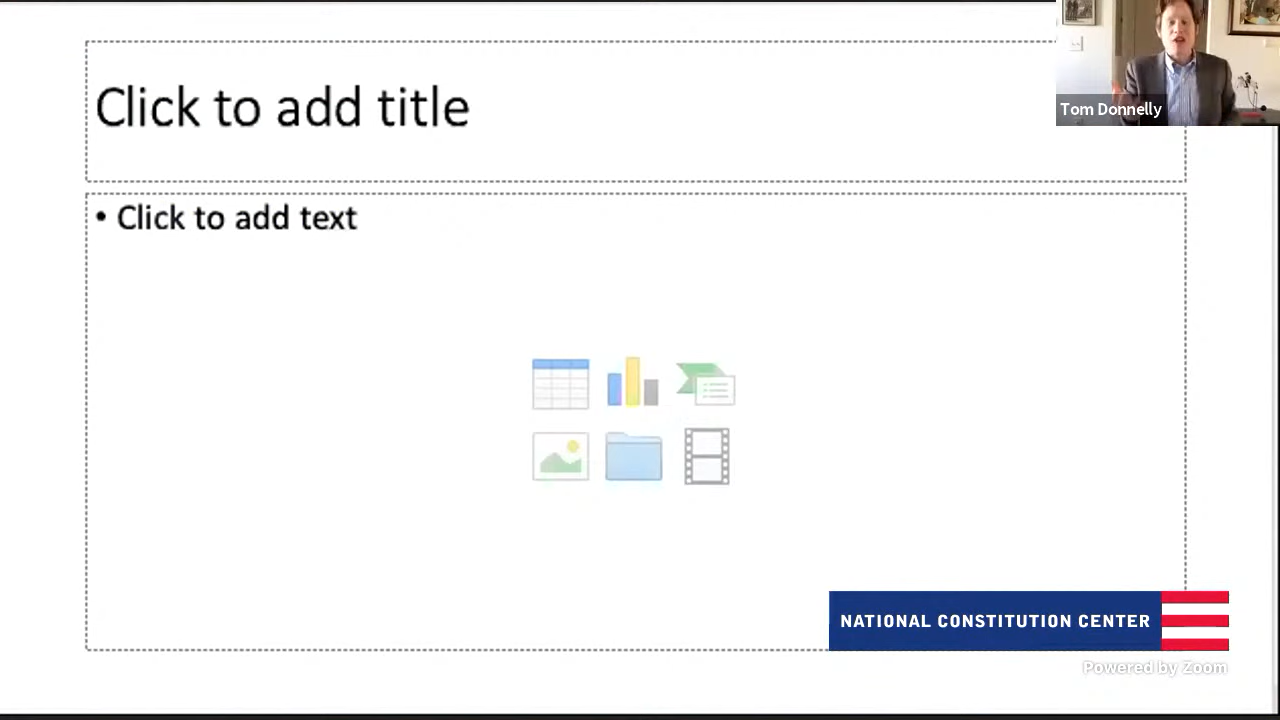 Click to add title
Tom Donnelly
• Click to add text
NATIONAL CONSTITUTION CENTER
Powered by Zoom